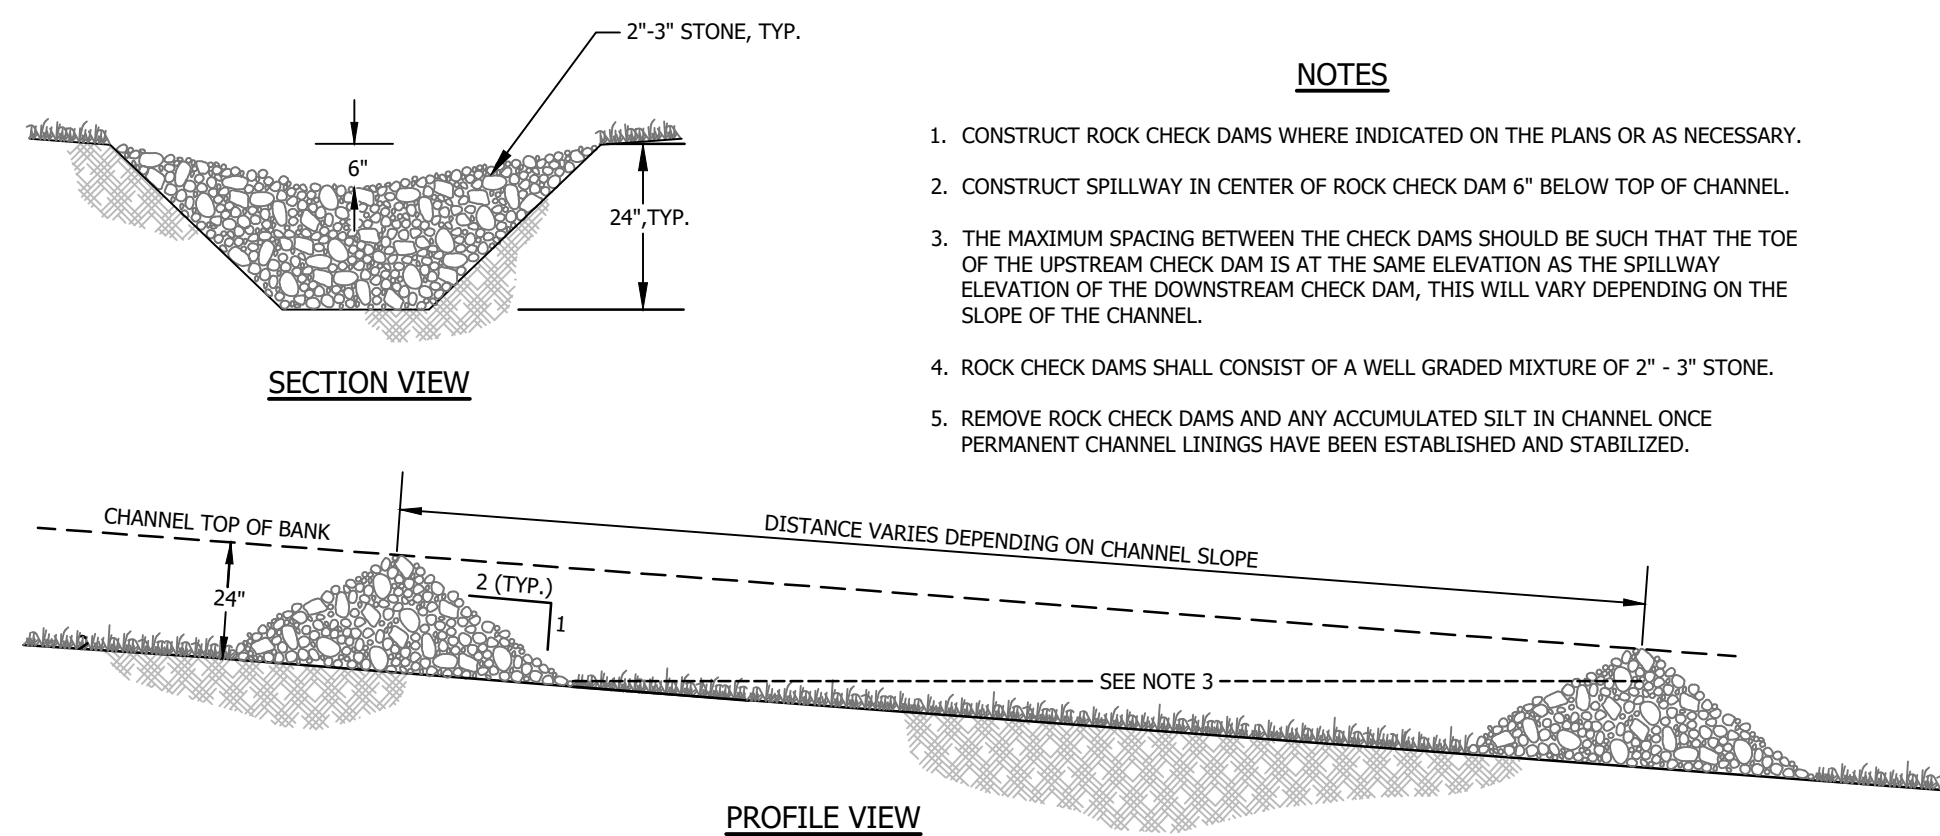 2"-3" STONE, TYP.
6"
24",TYP.
SECTION VIEW
NOTES
1. CONSTRUCT ROCK CHECK DAMS WHERE INDICATED ON THE PLANS OR AS NECESSARY.
2. CONSTRUCT SPILLWAY IN CENTER OF ROCK CHECK DAM 6" BELOW TOP OF CHANNEL.
3. THE MAXIMUM SPACING BETWEEN THE CHECK DAMS SHOULD BE SUCH THAT THE TOE
OF THE UPSTREAM CHECK DAM IS AT THE SAME ELEVATION AS THE SPILLWAY
ELEVATION OF THE DOWNSTREAM CHECK DAM, THIS WILL VARY DEPENDING ON THE
SLOPE OF THE CHANNEL.
4. ROCK CHECK DAMS SHALL CONSIST OF A WELL GRADED MIXTURE OF 2" - 3" STONE.
5. REMOVE ROCK CHECK DAMS AND ANY ACCUMULATED SILT IN CHANNEL ONCE
PERMANENT CHANNEL LININGS HAVE BEEN ESTABLISHED AND STABILIZED.
CHANNEL TOP OF BANK
DISTANCE VARIES DEPENDING ON CHANNEL SLOPE
24"
2 (TYP.)
1
SEE NOTE 3
PROFILE VIEW